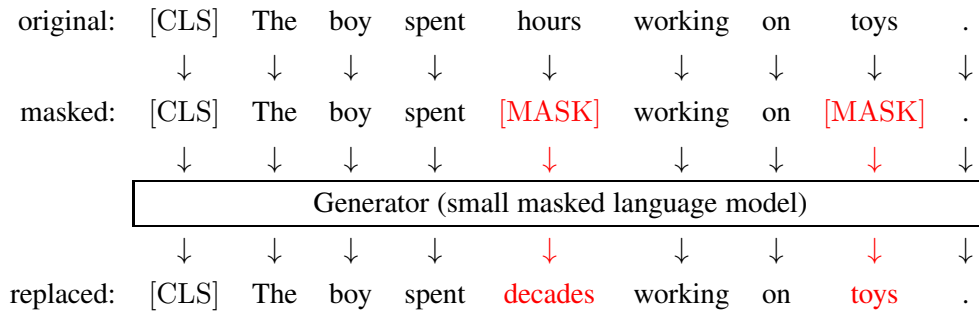 original: [CLS] The boy spent hours working on toys .
↓ ↓ ↓ ↓ ↓ ↓ ↓ ↓ ↓
masked: [CLS] The boy spent [MASK] working on [MASK] .
↓ ↓ ↓ ↓ ↓ ↓ ↓ ↓ ↓
Generator (small masked language model)
↓ ↓ ↓ ↓ ↓ ↓ ↓ ↓ ↓
replaced: [CLS] The boy spent decades working on toys .